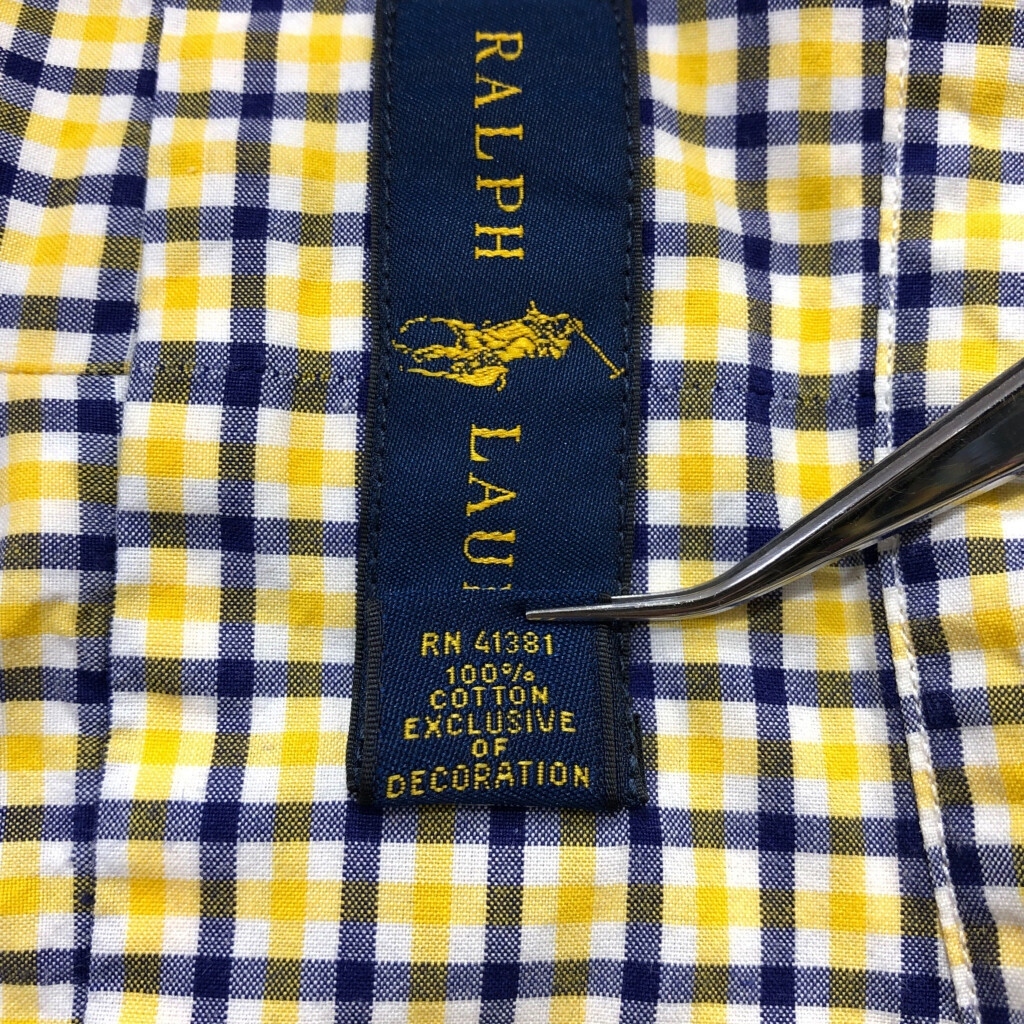 RALPH LAU
RN 41381
100%
COTTON
EXCLUSIVE
OF
DECORATION